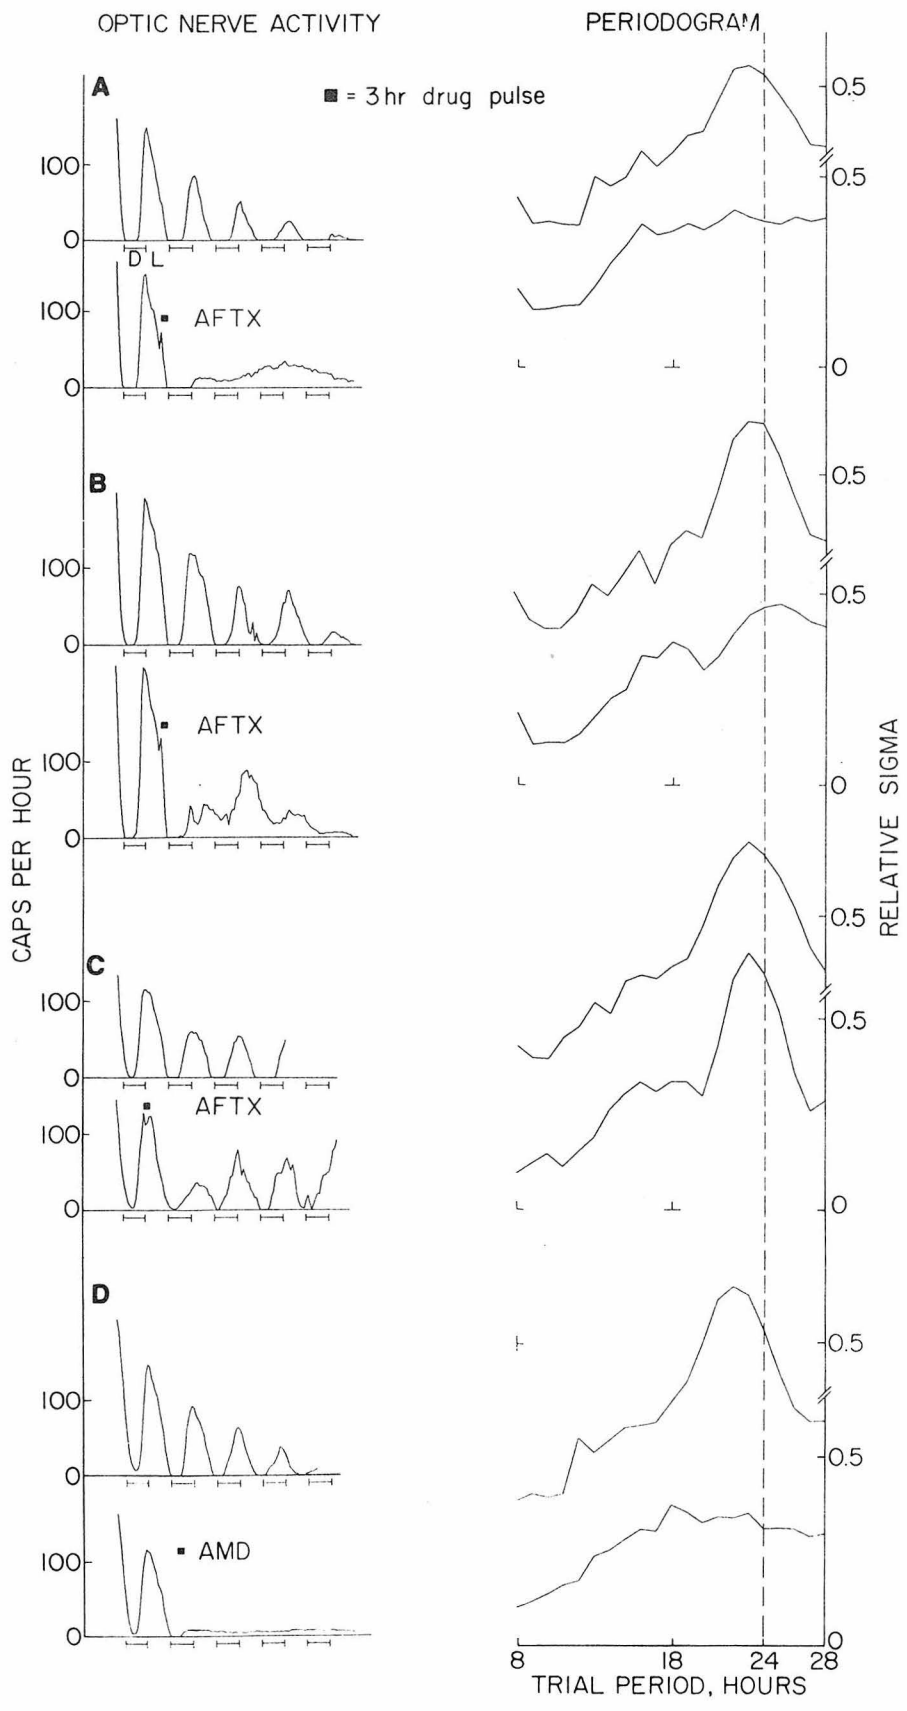 OPTIC NERVE ACTIVITY
PERIODOGRAM
A
■ = 3hr drug pulse
0.5
100
0
0.5
D L
100
AFTX
0
0
B
0.5
100
0
0.5
AFTX
100
0
0
CAPS PER HOUR
RELATIVE SIGMA
0.5
C
100
0
0.5
AFTX
100
0
0
D
0.5
100
0
0.5
AMD
100
0
0
8 18 24 28
TRIAL PERIOD, HOURS